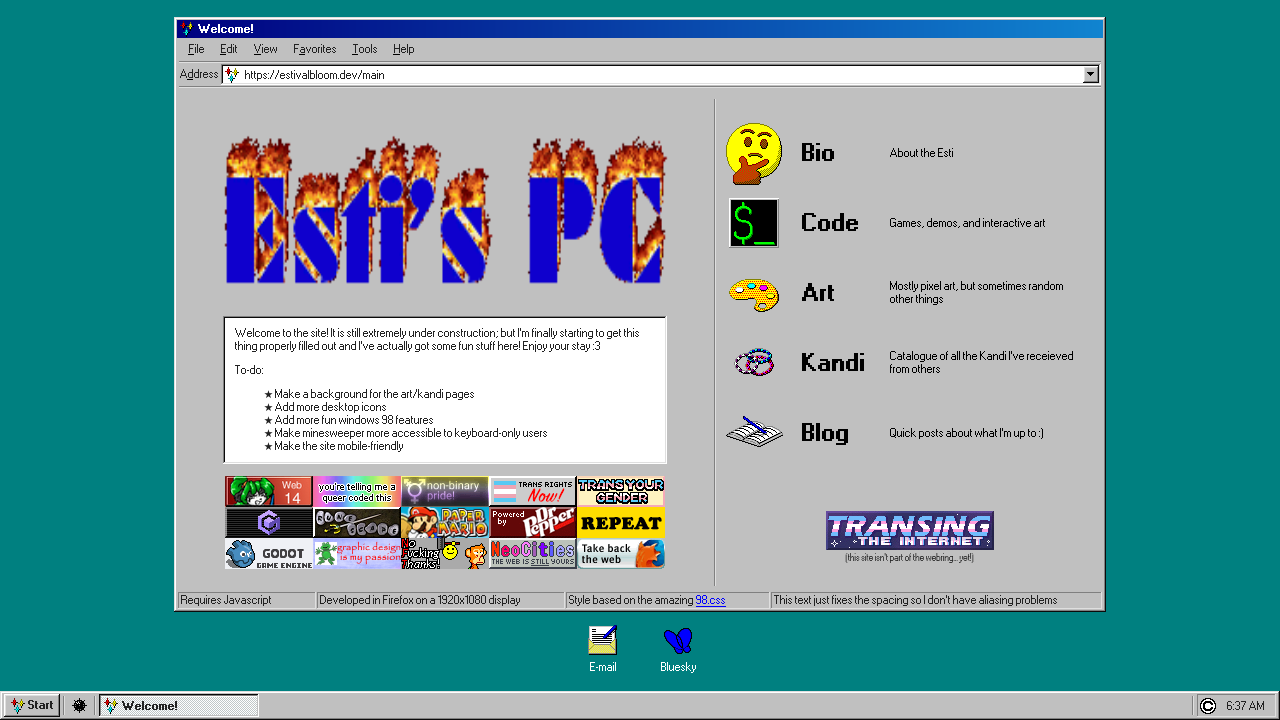 Welcome!
File Edit View Favorites Tools Help
Address https://estivalbloom.dev/main
Esti's PC
Welcome to the site! It is still extremely under construction; but I'm finally starting to get this
thing properly filled out and I've actually got some fun stuff here! Enjoy your stay :3
To-do:
★ Make a background for the art/kandi pages
★ Add more desktop icons
★ Add more fun windows 98 features
★ Make minesweeper more accessible to keyboard-only users
★ Make the site mobile-friendly
Web
14
you're telling me a
queer coded this
non-binary
pride!
TRANS RIGHTS
Now!
TRANS YOUR
GENDER
PAPER
MARIO
Powered
by
Dr Pepper
REPEAT
GODOT
GAME ENGINE
graphic design
is my passion
No
Fucking
Thanks!
NeoCities
THE WEB IS STILL YOURS
Take back
the web
Bio
About the Esti
$_
Code
Games, demos, and interactive art
Art
Mostly pixel art, but sometimes random
other things
Kandi
Catalogue of all the Kandi I've receieved
from others
Blog
Quick posts about what I'm up to :)
TRANSING
THE INTERNET
(this site isn't part of the webring... yet!)
Requires Javascript
Developed in Firefox on a 1920x1080 display
Style based on the amazing 98.css
This text just fixes the spacing so I don't have aliasing problems
E-mail
Bluesky
Start
Welcome!
6:37 AM